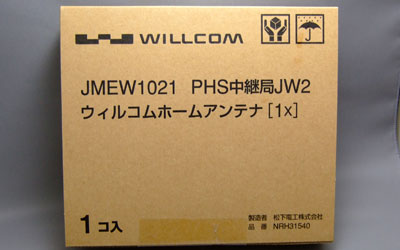 WILLCOM
JMEW1021 PHS中継局JW2
ウィルコムホームアンテナ [1x]
製造者 松下電工株式会社
品 番 NRH31540
1コ入